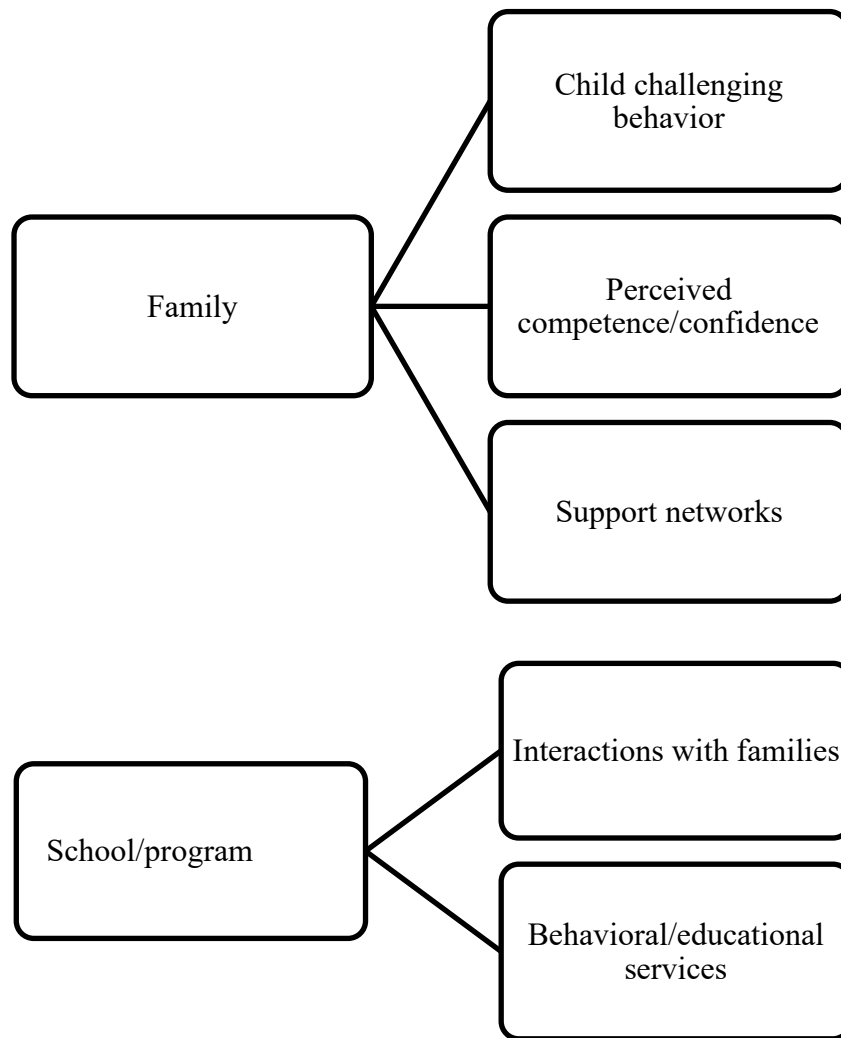 Child challenging
behavior
Family
Perceived
competence/confidence
Support networks
Interactions with families
School/program
Behavioral/educational
services